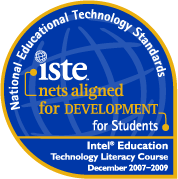 National Educational Technology Standards
iste®
nets aligned
for DEVELOPMENT
for Students
Intel® Education
Technology Literacy Course
December 2007–2009